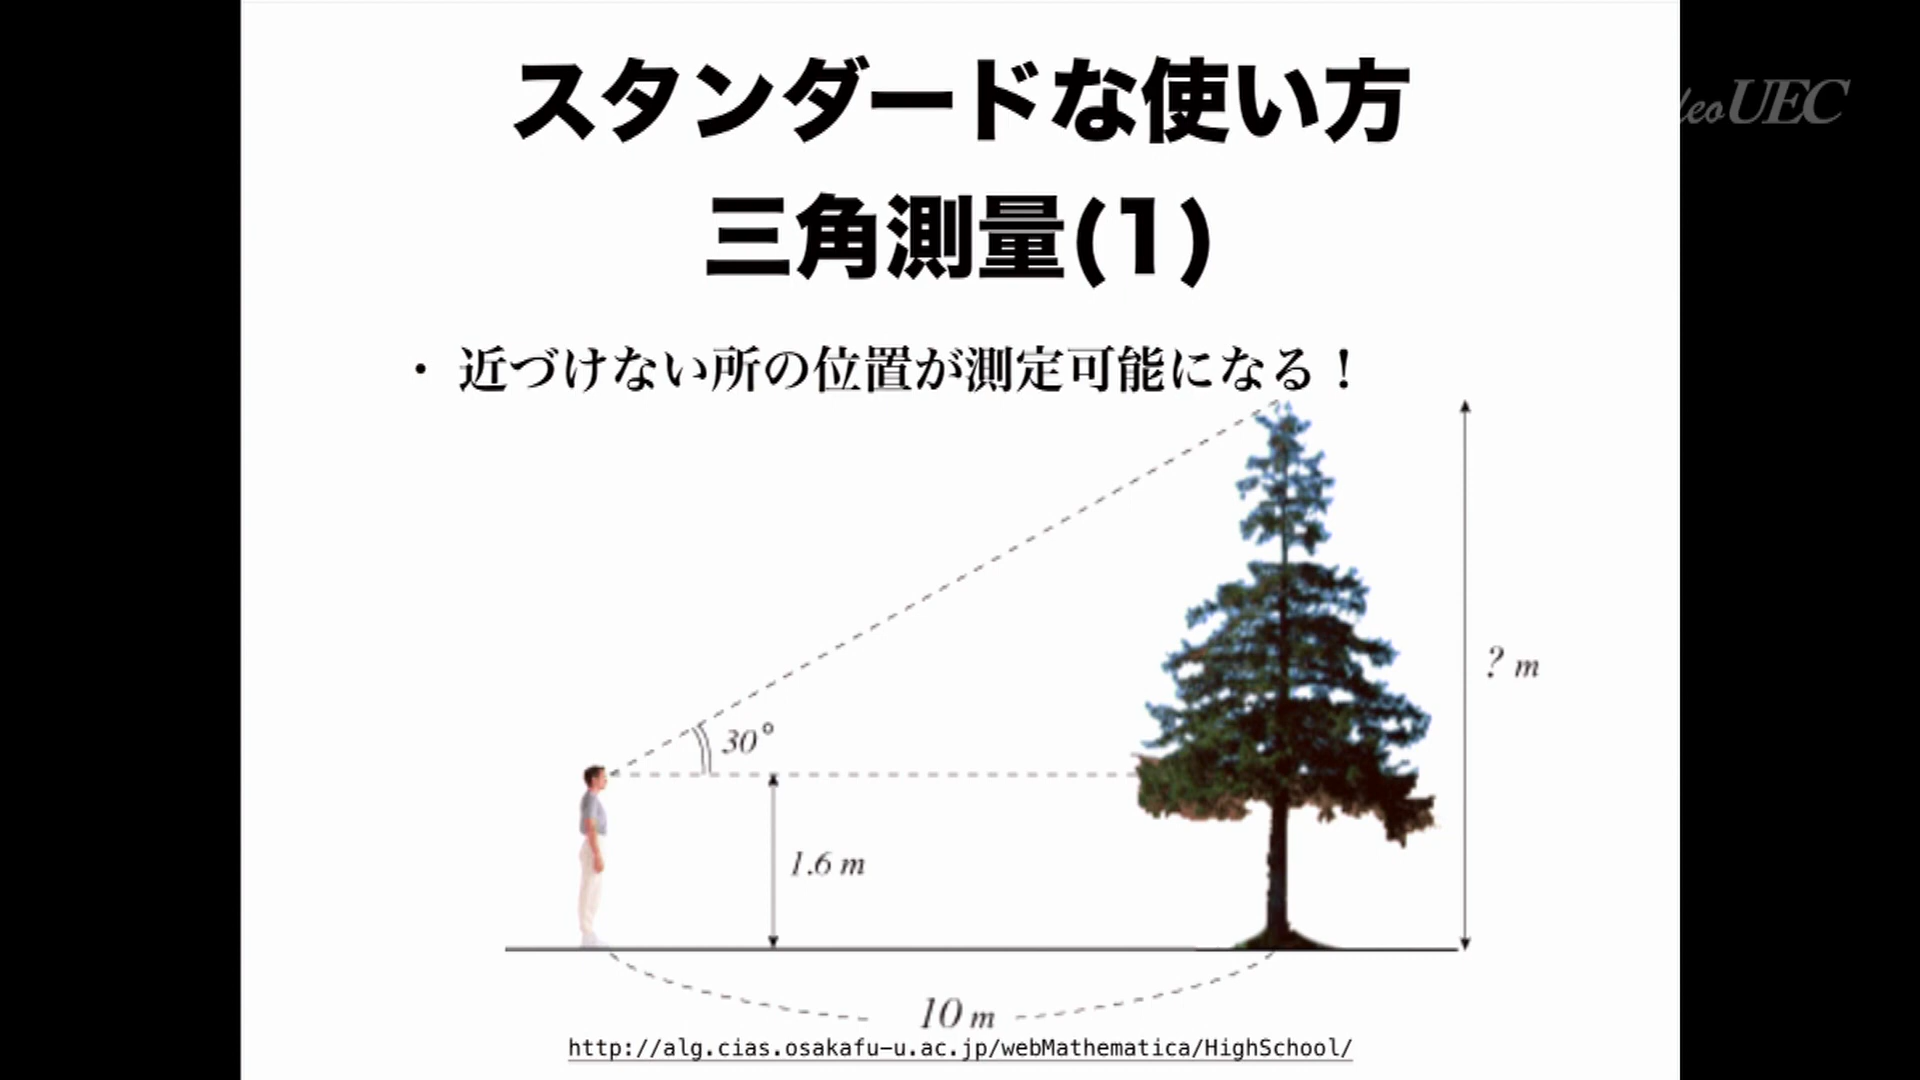 スタンダードな使い方
三角測量(1)
・ 近づけない所の位置が測定可能になる！
? m
30°
1.6 m
10 m
http://alg.cias.osakafu-u.ac.jp/webMathematica/HighSchool/
UEC